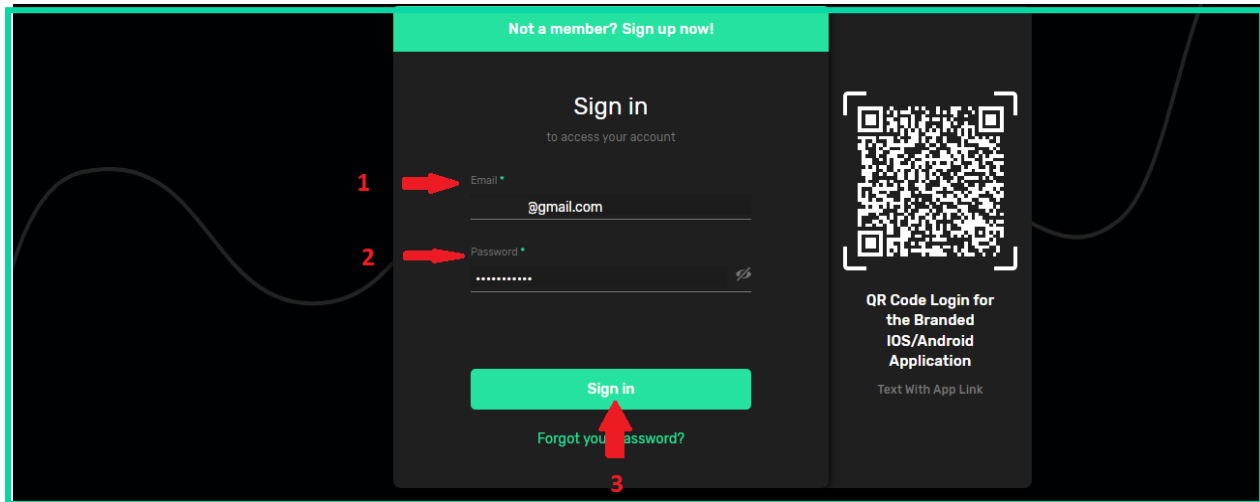 Not a member? Sign up now!
Sign in
to access your account
1
Email *
@gmail.com
2
Password *
•••••••••••
Sign in
Forgot your password?
3
QR Code Login for
the Branded
IOS/Android
Application
Text With App Link